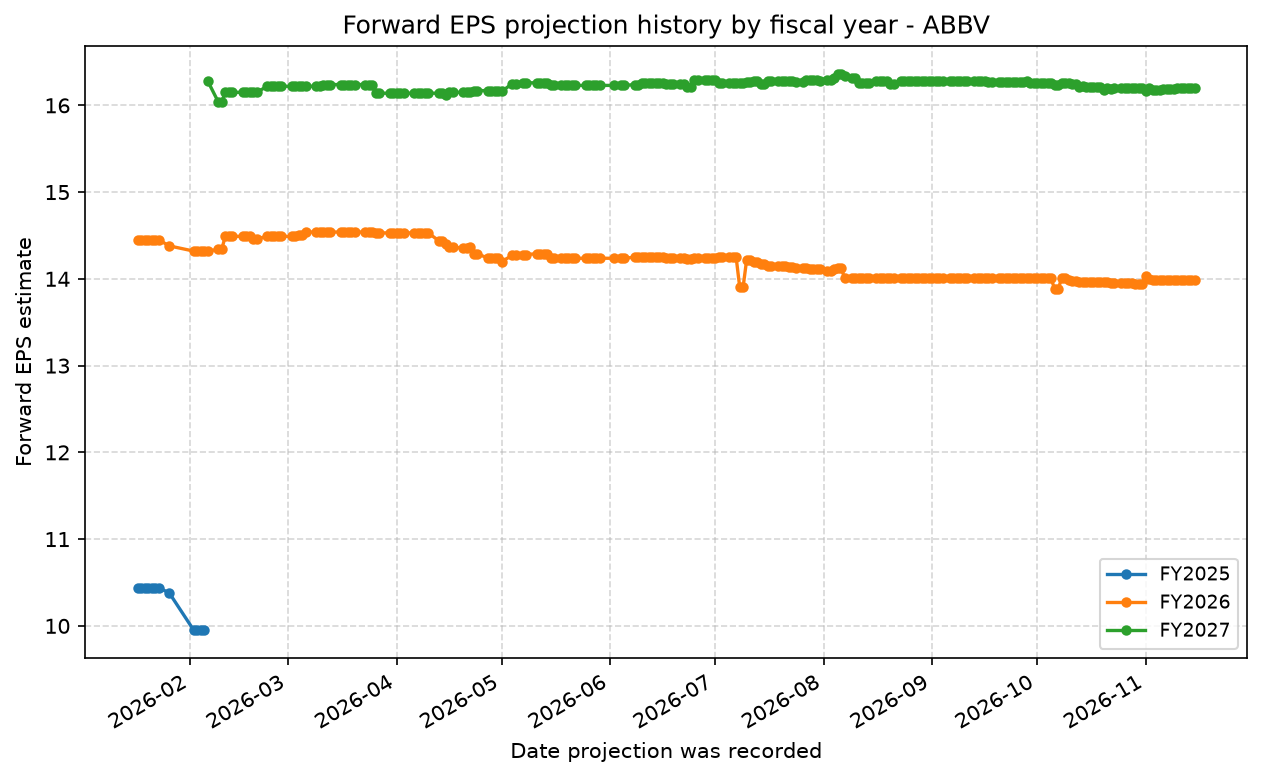 Forward EPS projection history by fiscal year - ABBV
Forward EPS estimate
16
15
14
13
12
11
10
FY2025
FY2026
FY2027
2026-02
2026-03
2026-04
2026-05
2026-06
2026-07
2026-08
2026-09
2026-10
2026-11
Date projection was recorded